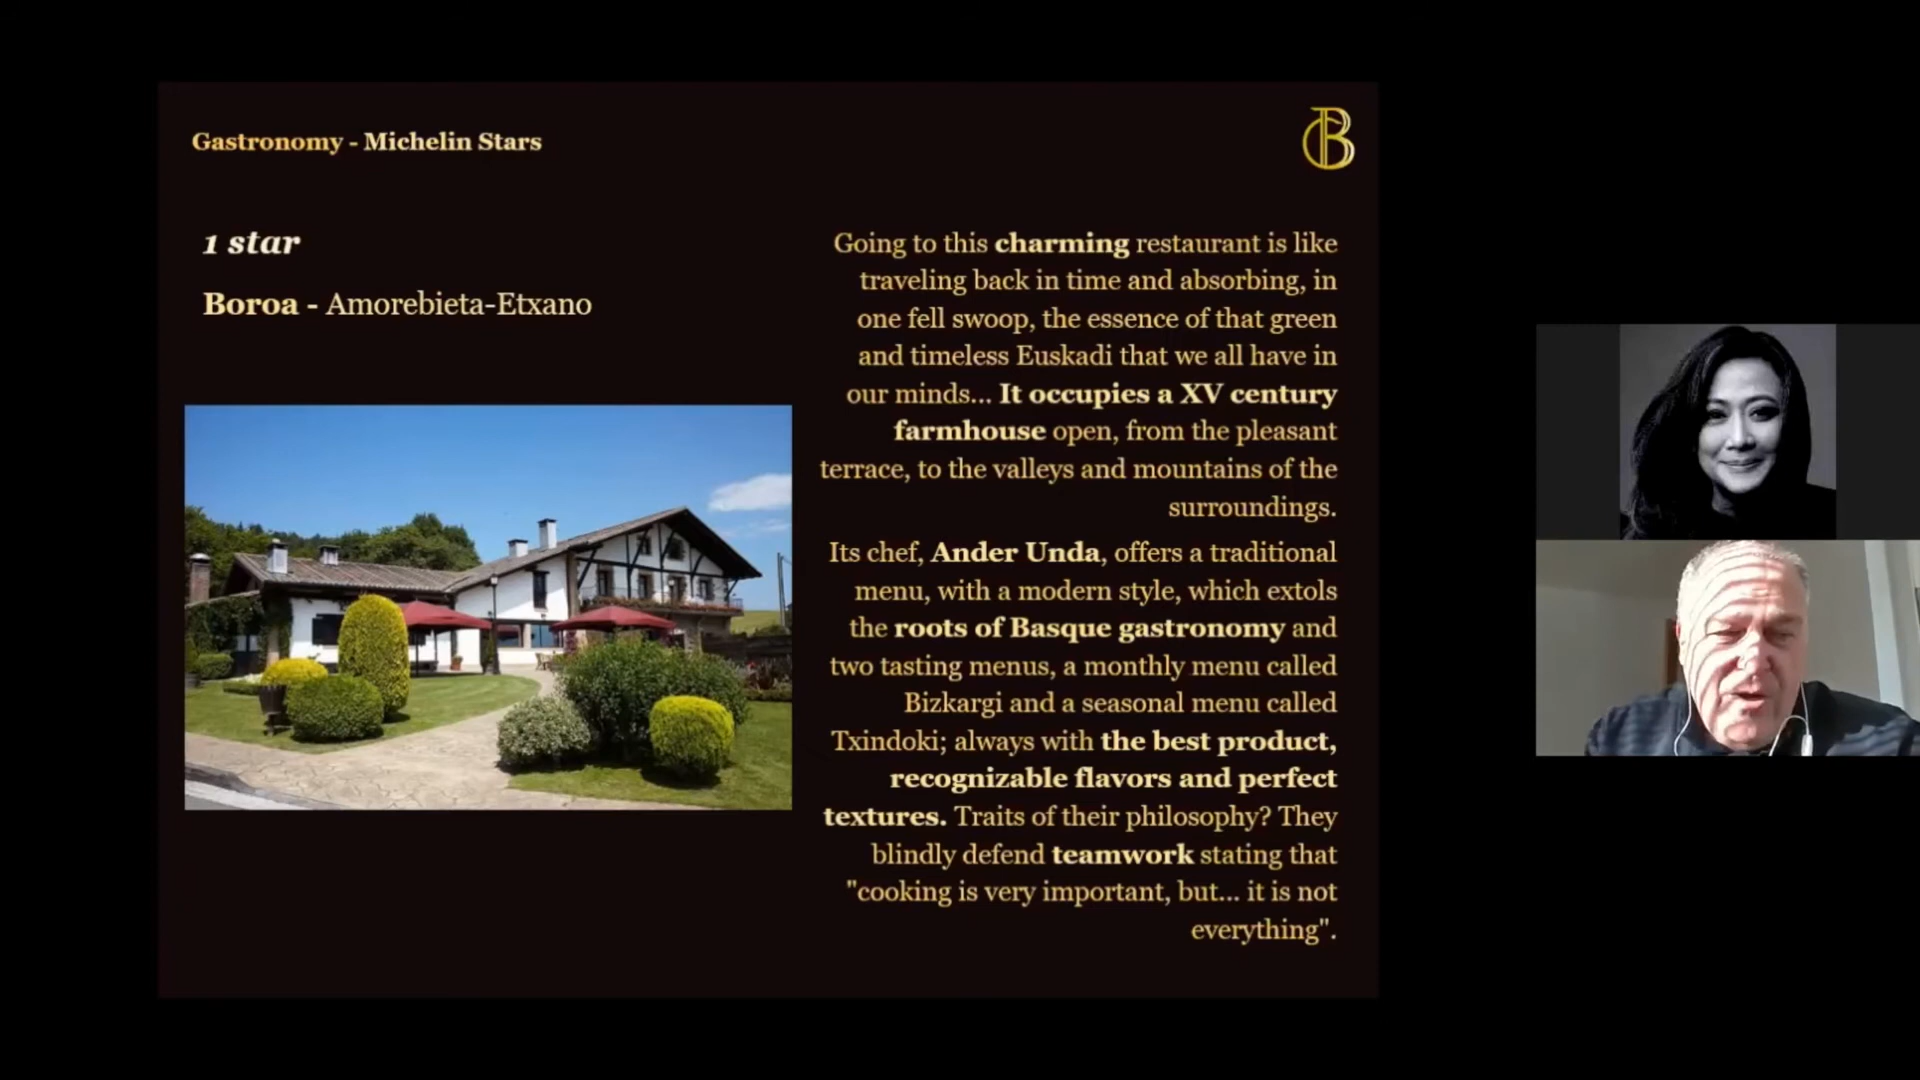 Gastronomy - Michelin Stars
B
1 star
Boroa - Amorebieta-Etxano
Going to this charming restaurant is like
traveling back in time and absorbing, in
one fell swoop, the essence of that green
and timeless Euskadi that we all have in
our minds... It occupies a XV century
farmhouse open, from the pleasant
terrace, to the valleys and mountains of the
surroundings.
Its chef, Ander Unda, offers a traditional
menu, with a modern style, which extols
the roots of Basque gastronomy and
two tasting menus, a monthly menu called
Bizkargi and a seasonal menu called
Txindoki; always with the best product,
recognizable flavors and perfect
textures. Traits of their philosophy? They
blindly defend teamwork stating that
"cooking is very important, but... it is not
everything".